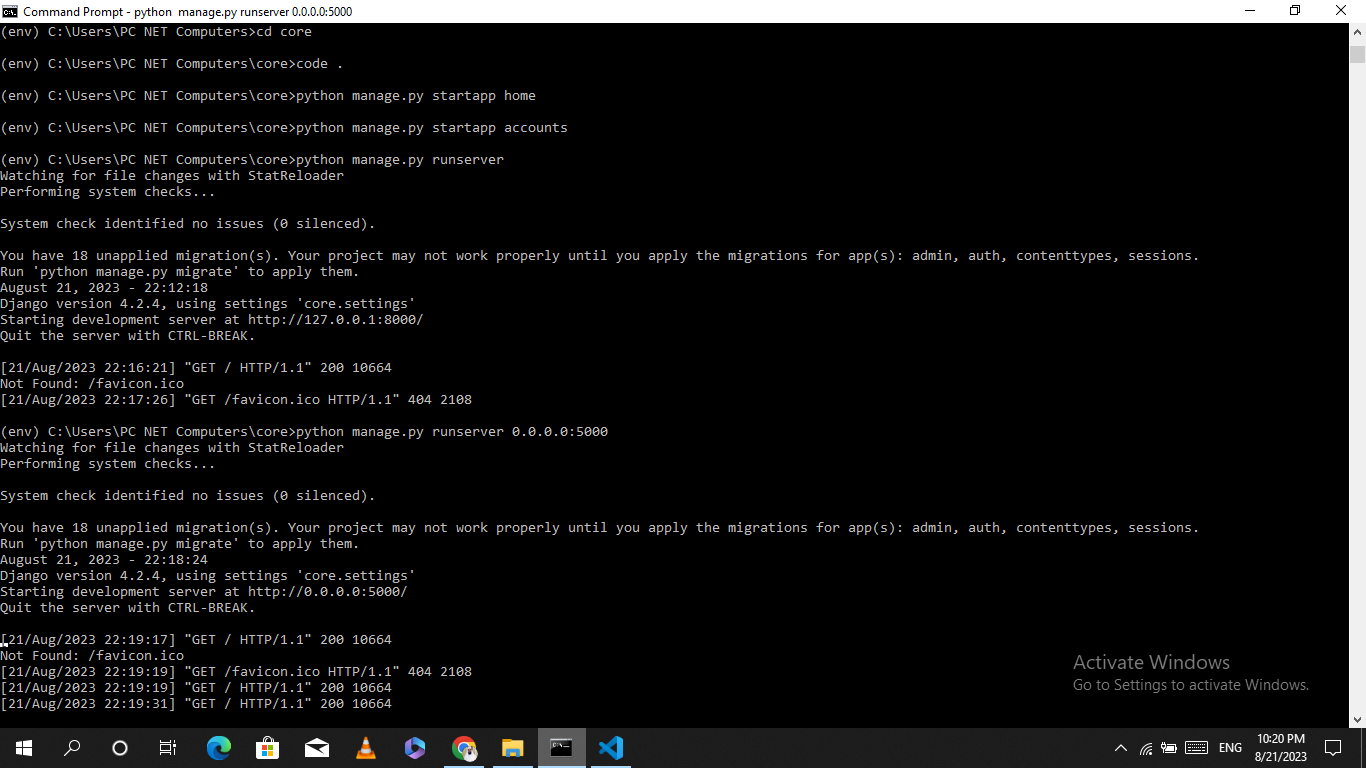 Command Prompt - python  manage.py runserver 0.0.0.0:5000
(env) C:\Users\PC NET Computers>cd core
(env) C:\Users\PC NET Computers\core>code .
(env) C:\Users\PC NET Computers\core>python manage.py startapp home
(env) C:\Users\PC NET Computers\core>python manage.py startapp accounts
(env) C:\Users\PC NET Computers\core>python manage.py runserver
Watching for file changes with StatReloader
Performing system checks...
System check identified no issues (0 silenced).
You have 18 unapplied migration(s). Your project may not work properly until you apply the migrations for app(s): admin, auth, contenttypes, sessions.
Run 'python manage.py migrate' to apply them.
August 21, 2023 - 22:12:18
Django version 4.2.4, using settings 'core.settings'
Starting development server at http://127.0.0.1:8000/
Quit the server with CTRL-BREAK.
[21/Aug/2023 22:16:21] "GET / HTTP/1.1" 200 10664
Not Found: /favicon.ico
[21/Aug/2023 22:17:26] "GET /favicon.ico HTTP/1.1" 404 2108
(env) C:\Users\PC NET Computers\core>python manage.py runserver 0.0.0.0:5000
Watching for file changes with StatReloader
Performing system checks...
System check identified no issues (0 silenced).
You have 18 unapplied migration(s). Your project may not work properly until you apply the migrations for app(s): admin, auth, contenttypes, sessions.
Run 'python manage.py migrate' to apply them.
August 21, 2023 - 22:18:24
Django version 4.2.4, using settings 'core.settings'
Starting development server at http://0.0.0.0:5000/
Quit the server with CTRL-BREAK.
[21/Aug/2023 22:19:17] "GET / HTTP/1.1" 200 10664
Not Found: /favicon.ico
[21/Aug/2023 22:19:19] "GET /favicon.ico HTTP/1.1" 404 2108
[21/Aug/2023 22:19:19] "GET / HTTP/1.1" 200 10664
[21/Aug/2023 22:19:31] "GET / HTTP/1.1" 200 10664
Activate Windows
Go to Settings to activate Windows.
ENG
10:20 PM
8/21/2023